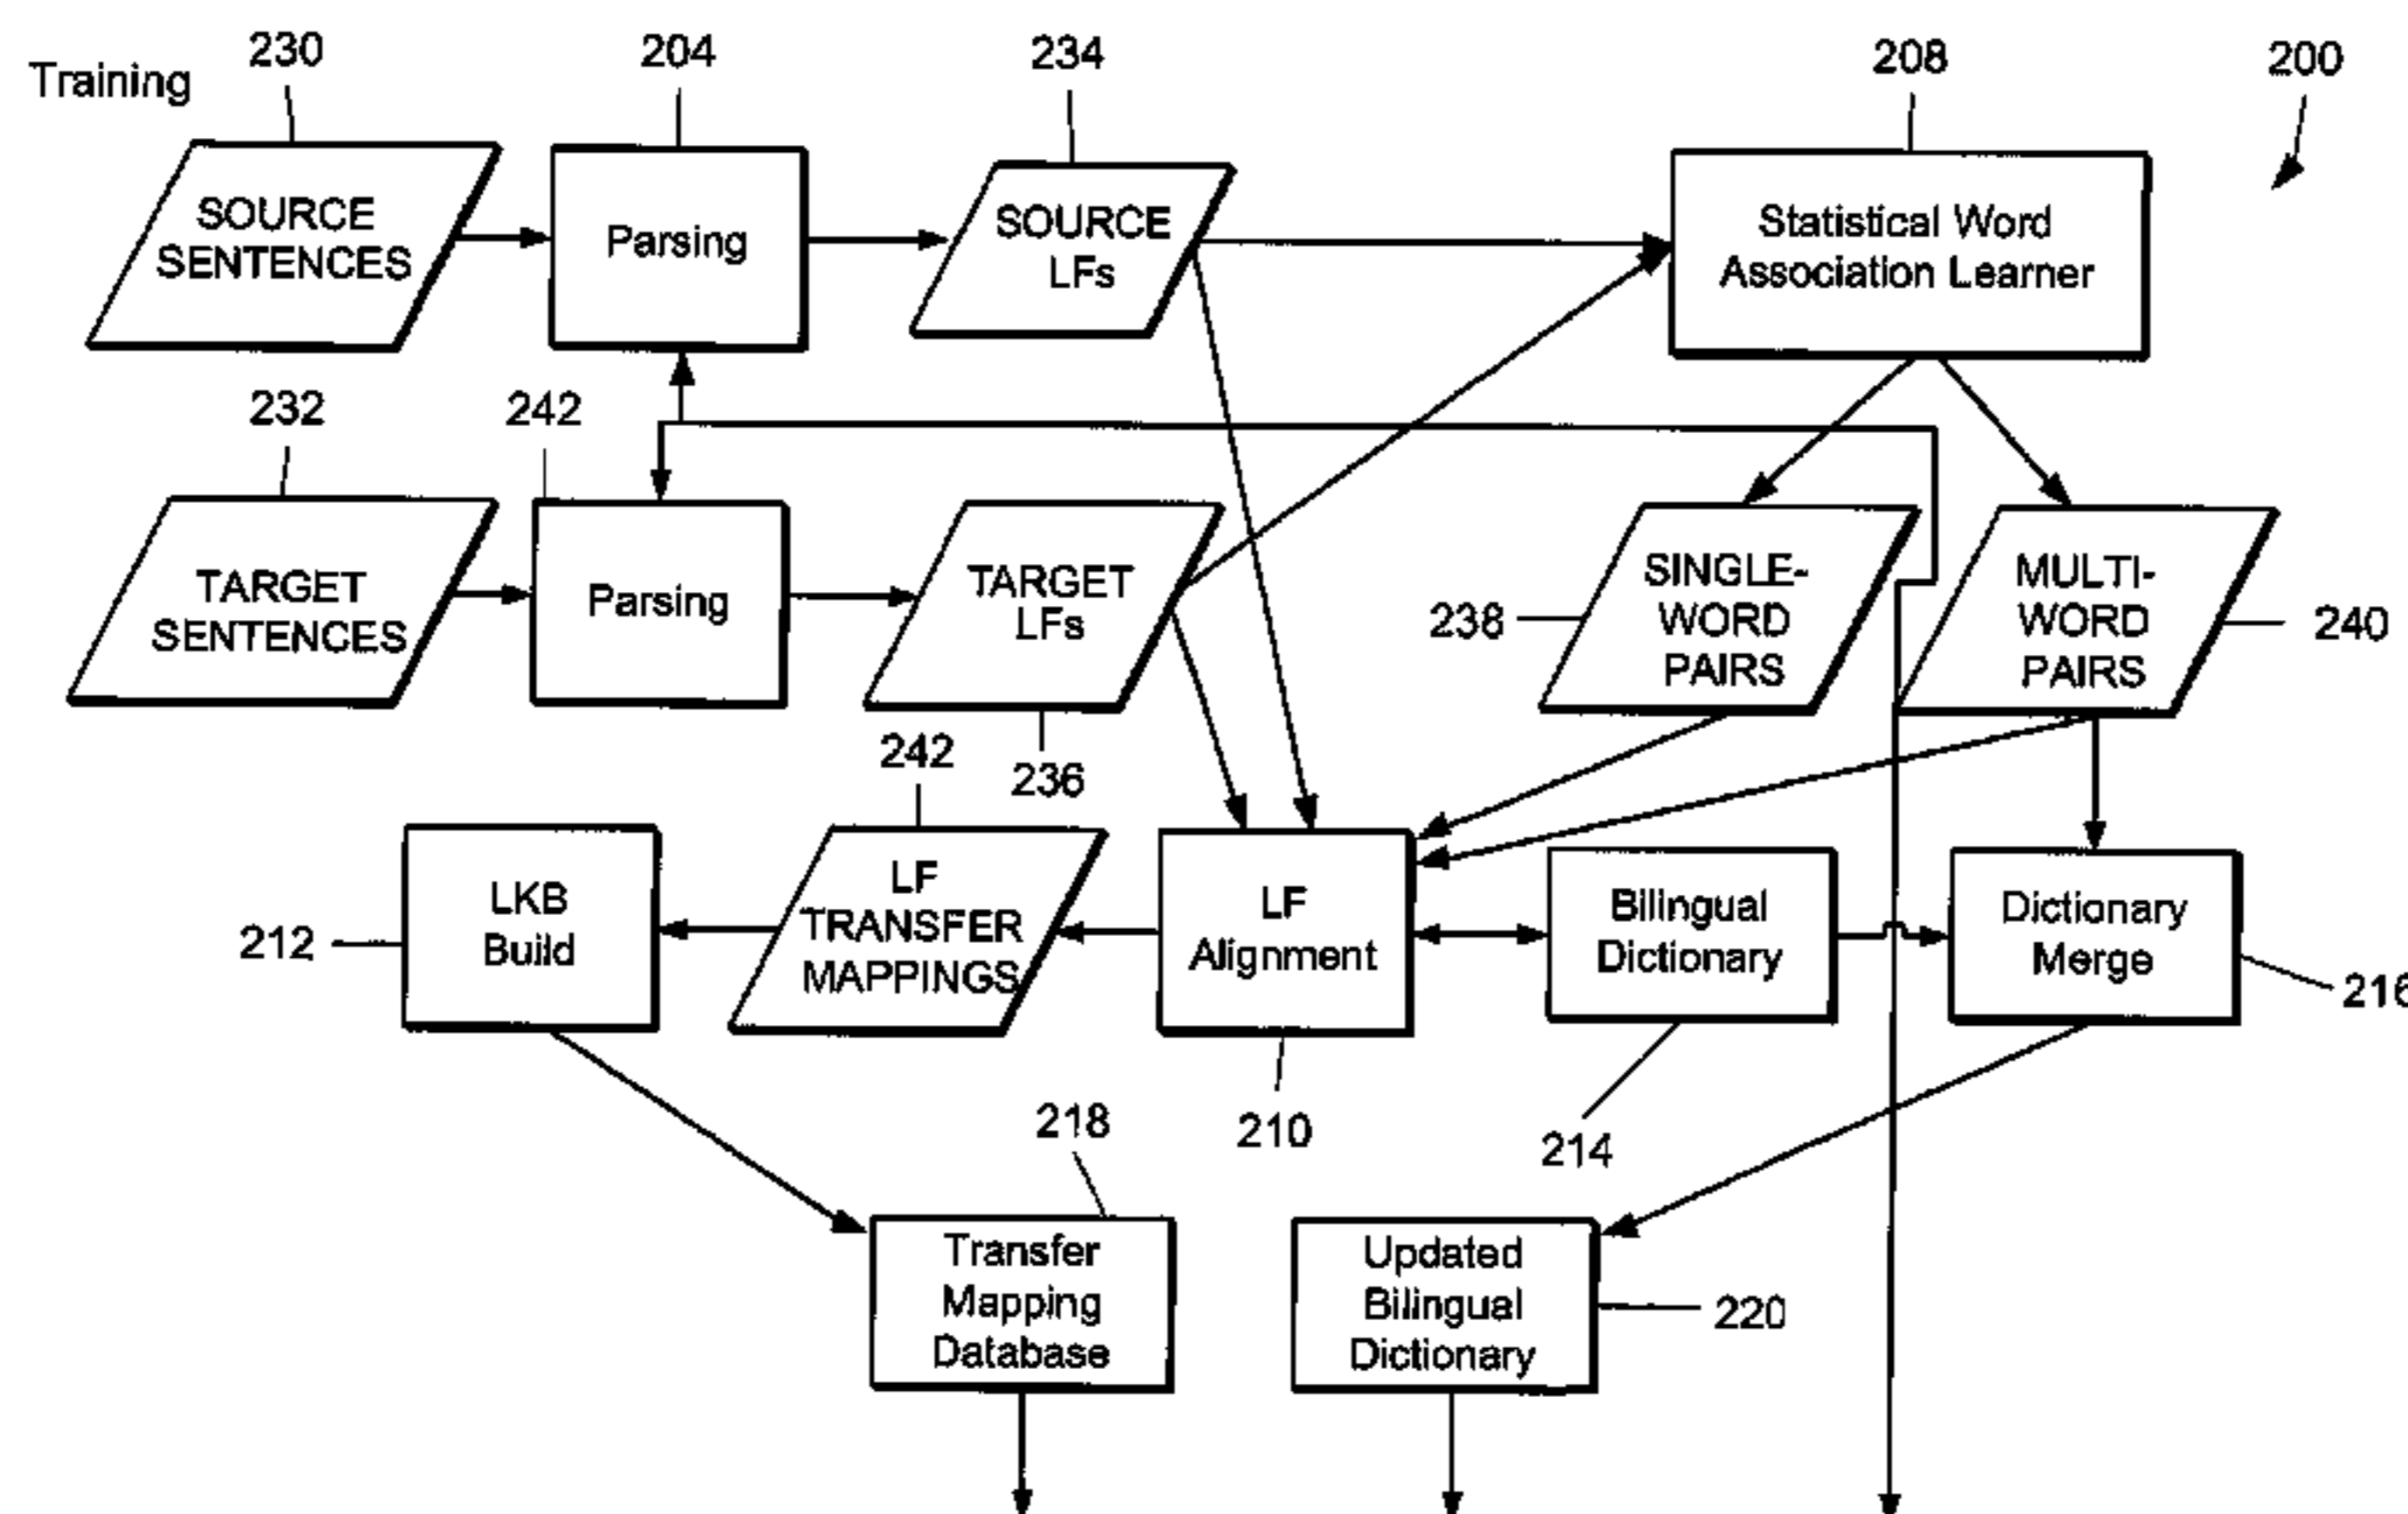 Training
230
204
234
208
200
SOURCE
SENTENCES
Parsing
SOURCE
LFs
Statistical Word
Association Learner
232
242
TARGET
SENTENCES
Parsing
TARGET
LFs
236
238
SINGLE-
WORD
PAIRS
MULTI-
WORD
PAIRS
240
242
212
LKB
Build
LF
TRANSFER
MAPPINGS
LF
Alignment
Bilingual
Dictionary
Dictionary
Merge
216
210
214
218
Transfer
Mapping
Database
Updated
Bilingual
Dictionary
220